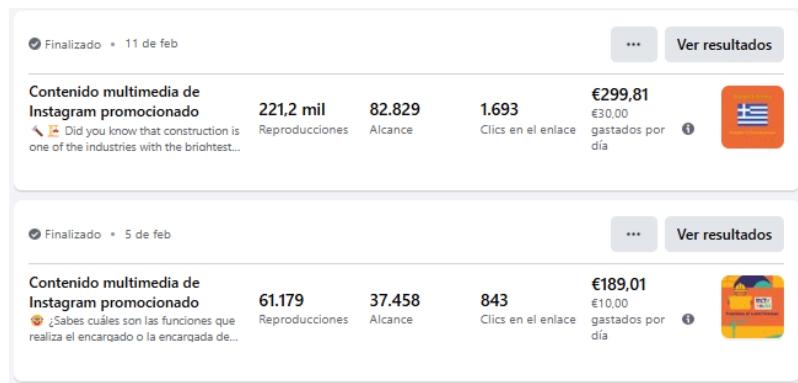 Finalizado • 11 de feb
... Ver resultados
Contenido multimedia de
Instagram promocionado
🔨 🏗️ Did you know that construction is
one of the industries with the brightest...
221,2 mil
Reproducciones
82.829
Alcance
1.693
Clics en el enlace
€299,81
€30,00
gastados por
día
Finalizado • 5 de feb
... Ver resultados
Contenido multimedia de
Instagram promocionado
👷 ¿Sabes cuáles son las funciones que
realiza el encargado o la encargada de...
61.179
Reproducciones
37.458
Alcance
843
Clics en el enlace
€189,01
€10,00
gastados por
día